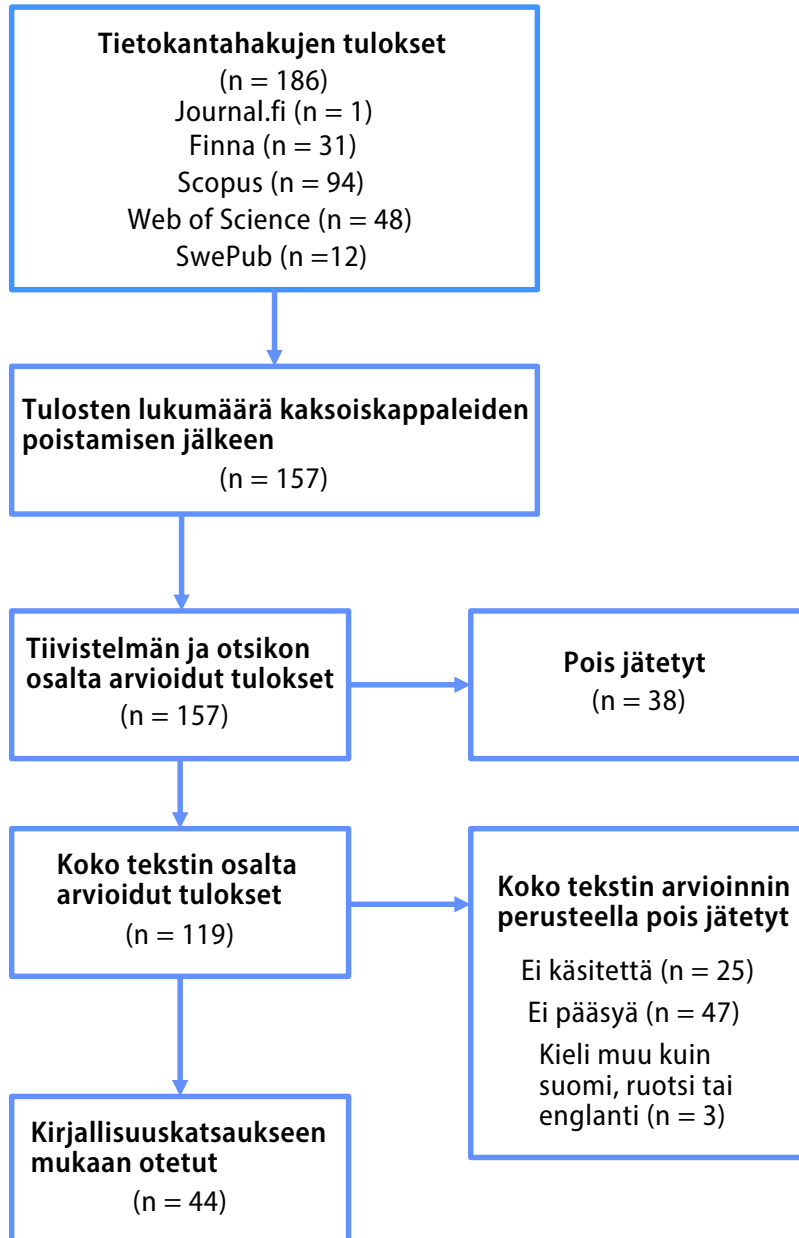 Tietokantahakujen tulokset
(n = 186)
Journal.fi (n = 1)
Finna (n = 31)
Scopus (n = 94)
Web of Science (n = 48)
SwePub (n =12)
Tulosten lukumäärä kaksoiskappaleiden
poistamisen jälkeen
(n = 157)
Tiivistelmän ja otsikon
osalta arvioidut tulokset
(n = 157)
Pois jätetyt
(n = 38)
Koko tekstin osalta
arvioidut tulokset
(n = 119)
Koko tekstin arvioinnin
perusteella pois jätetyt
Ei käsitettä (n = 25)
Ei pääsyä (n = 47)
Kieli muu kuin
suomi, ruotsi tai
englanti (n = 3)
Kirjallisuuskatsaukseen
mukaan otetut
(n = 44)